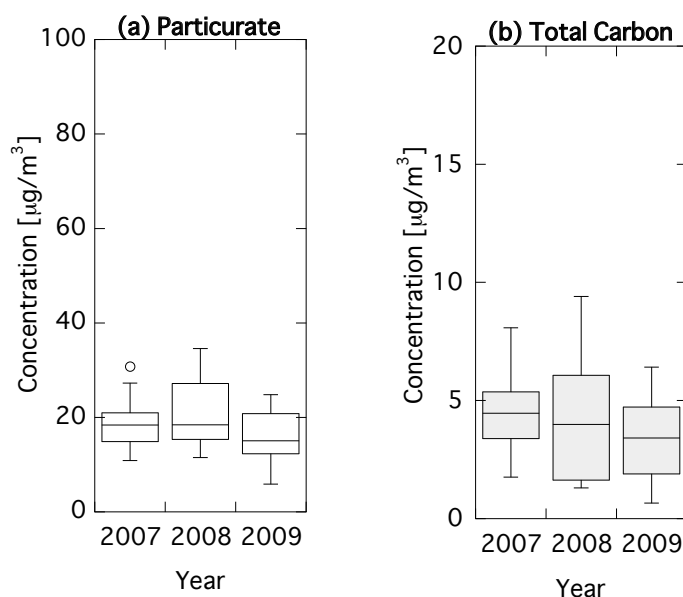 (a) Particurate
100
80
60
40
20
0
Concentration [μg/m³]
2007 2008 2009
Year
(b) Total Carbon
20
15
10
5
0
Concentration [μg/m³]
2007 2008 2009
Year